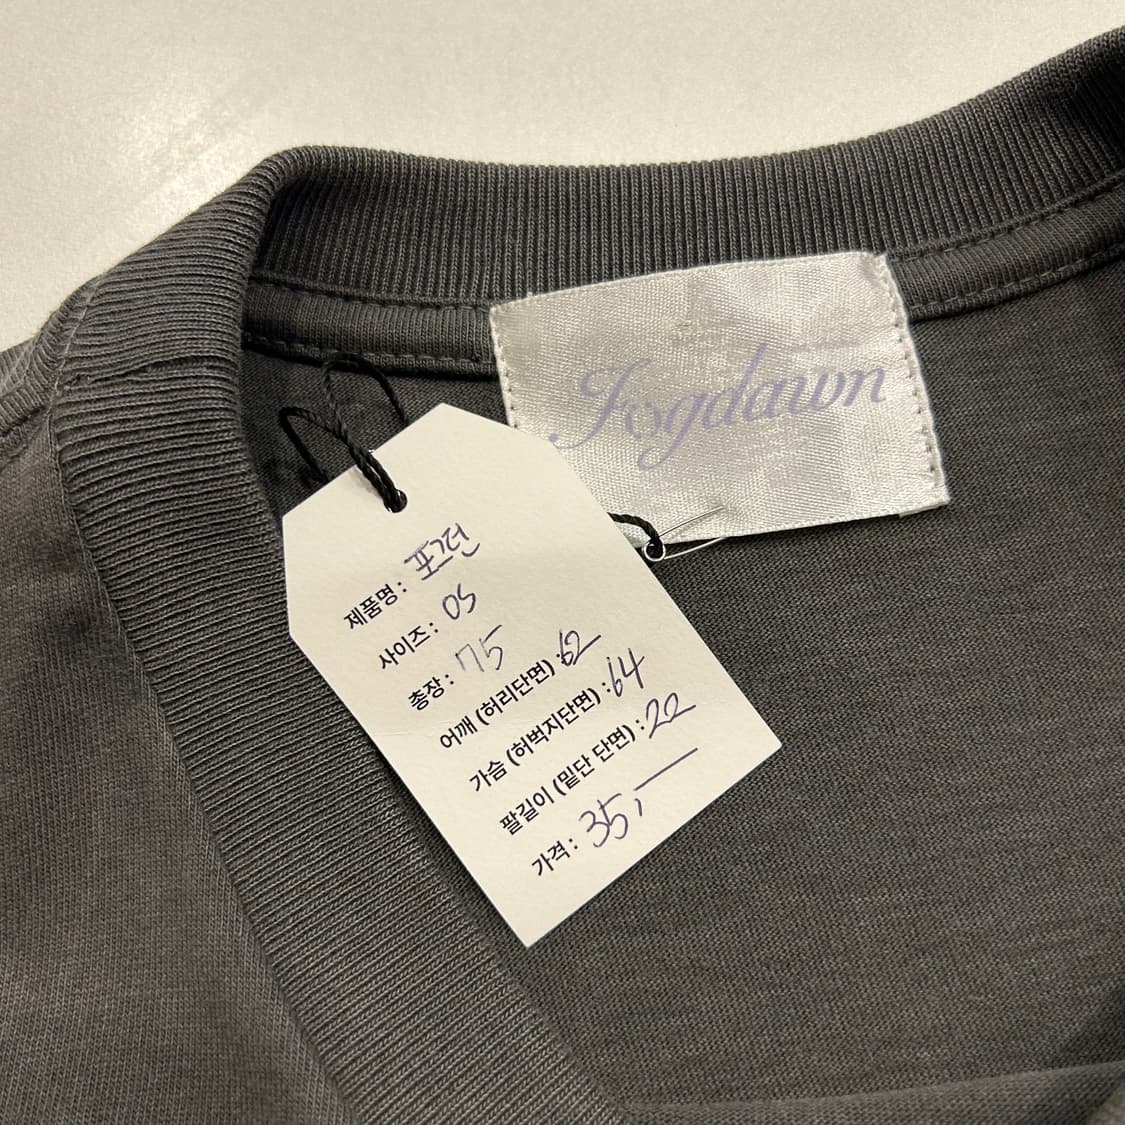 Fogdawn
제품명: 포그던
사이즈: OS
총장: 75
어깨 (허리단면) : 62
가슴 (허벅지단면) : 64
팔길이 (밑단 단면) : 22
가격: 35,—